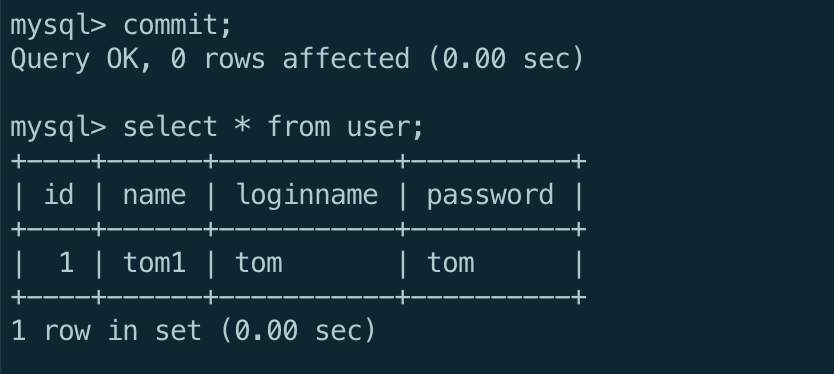 mysql> commit;
Query OK, 0 rows affected (0.00 sec)
mysql> select * from user;
+----+------+-----------+----------+
| id | name | loginname | password |
+----+------+-----------+----------+
|  1 | tom1 | tom       | tom      |
+----+------+-----------+----------+
1 row in set (0.00 sec)